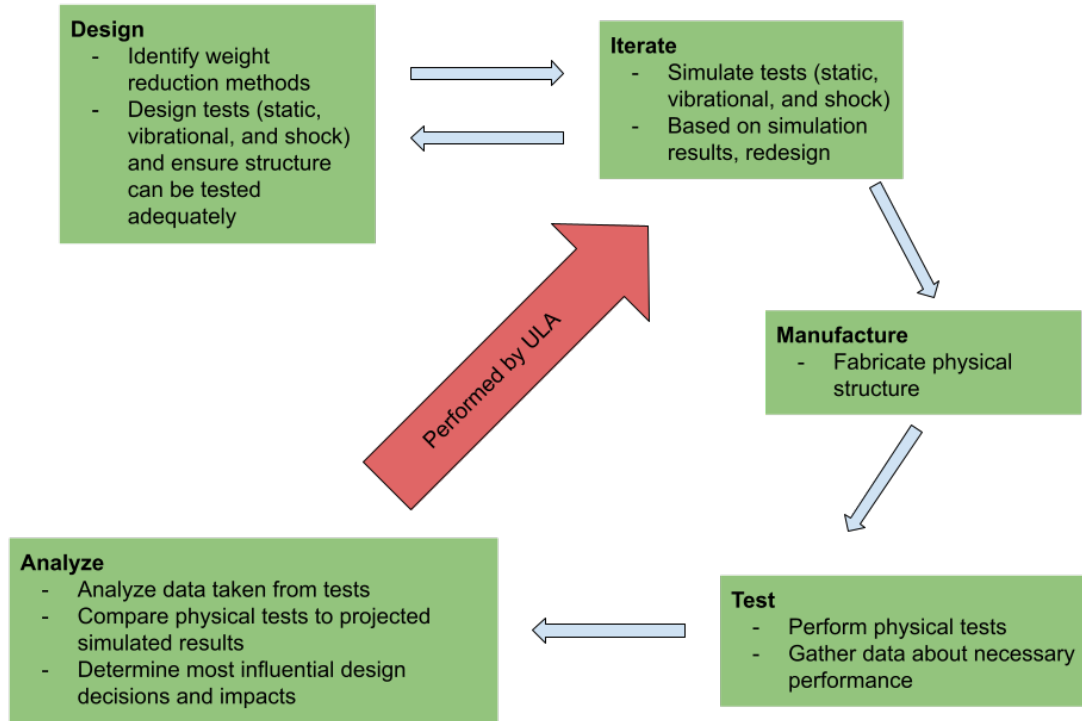 Design
- Identify weight
reduction methods
- Design tests (static,
vibrational, and shock)
and ensure structure
can be tested
adequately
Iterate
- Simulate tests (static,
vibrational, and shock)
- Based on simulation
results, redesign
Manufacture
- Fabricate physical
structure
Performed by ULA
Analyze
- Analyze data taken from tests
- Compare physical tests to projected
simulated results
- Determine most influential design
decisions and impacts
Test
- Perform physical tests
- Gather data about necessary
performance